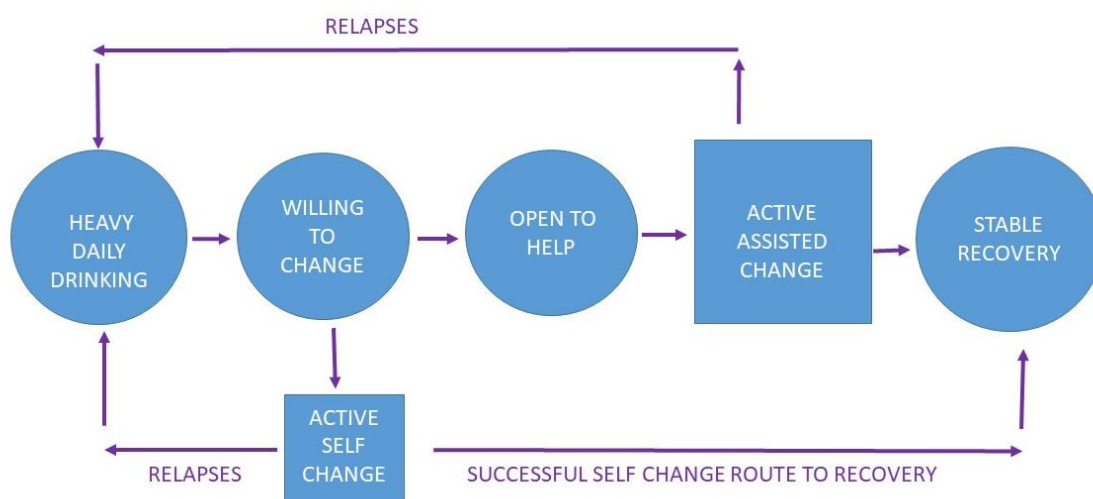 RELAPSES
HEAVY
DAILY
DRINKING
WILLING
TO
CHANGE
OPEN TO
HELP
ACTIVE
ASSISTED
CHANGE
STABLE
RECOVERY
ACTIVE
SELF
CHANGE
RELAPSES
SUCCESSFUL SELF CHANGE ROUTE TO RECOVERY